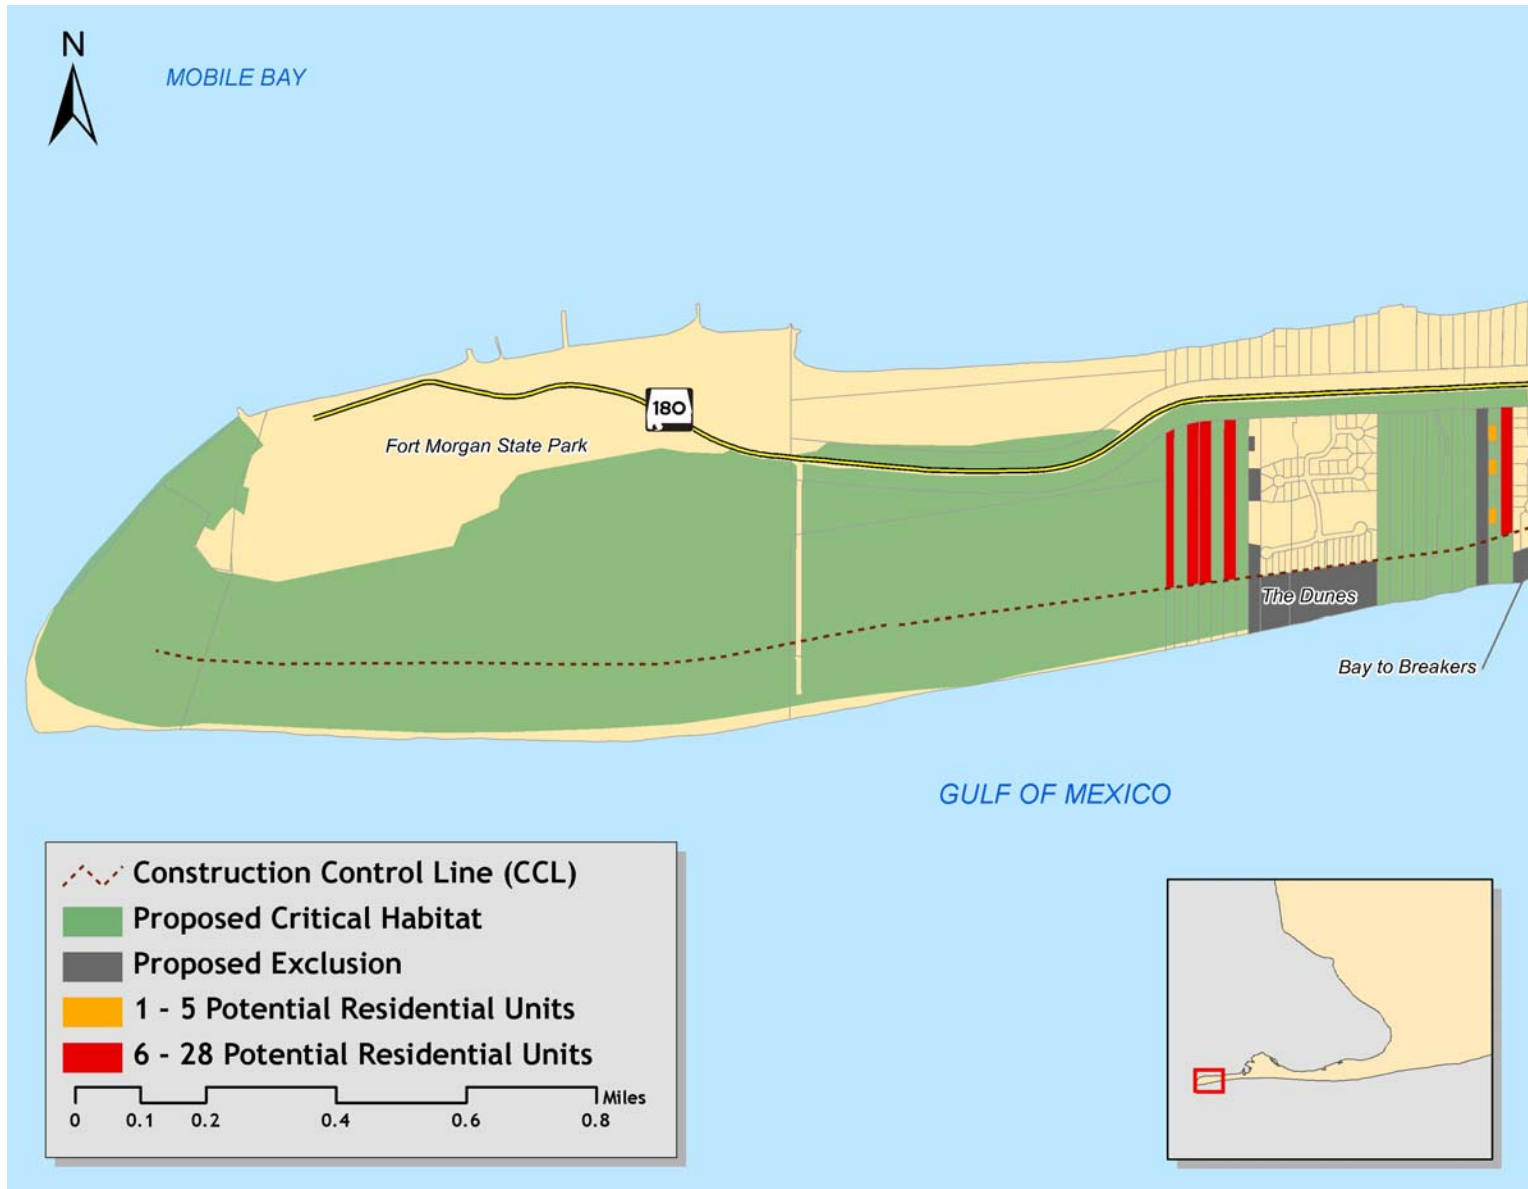 N
MOBILE BAY
180
Fort Morgan State Park
The Dunes
Bay to Breakers
GULF OF MEXICO
Construction Control Line (CCL)
Proposed Critical Habitat
Proposed Exclusion
1 - 5 Potential Residential Units
6 - 28 Potential Residential Units
Miles
0 0.1 0.2 0.4 0.6 0.8